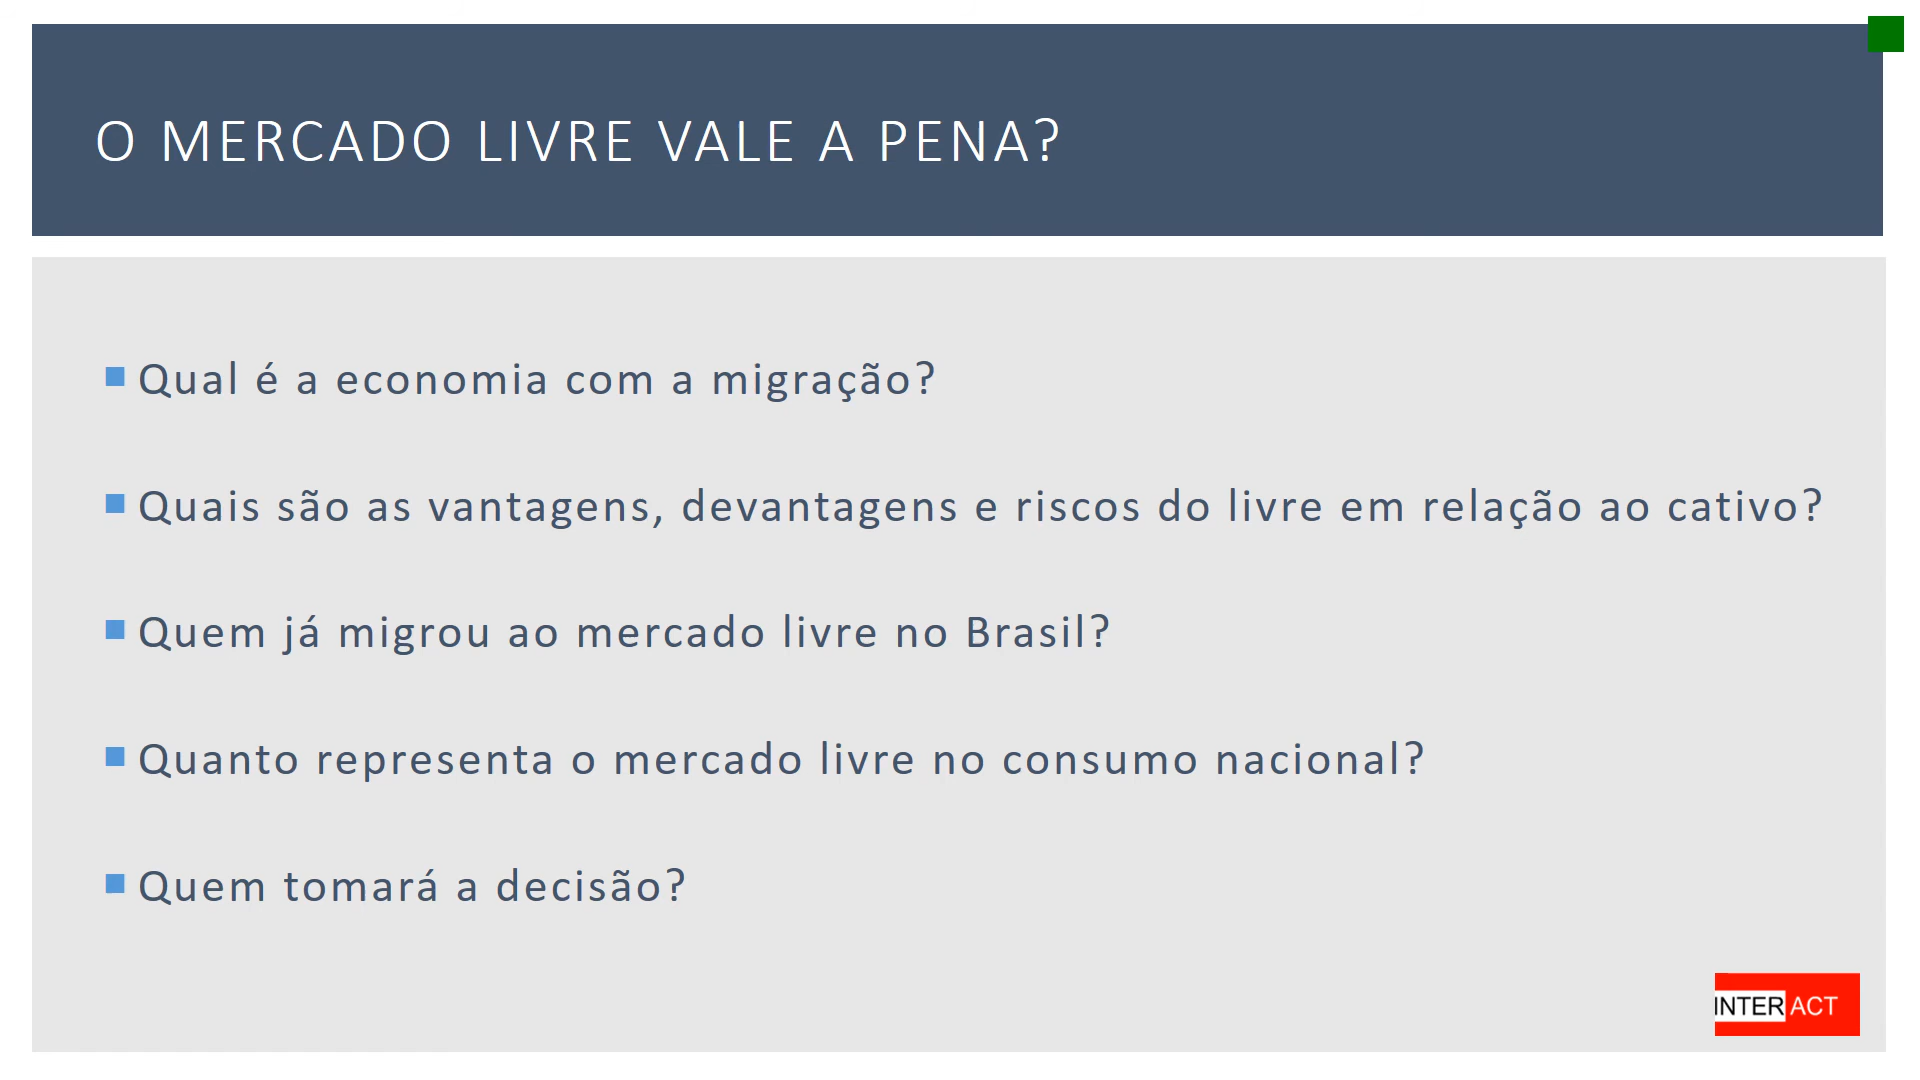 O MERCADO LIVRE VALE A PENA?
Qual é a economia com a migração?
Quais são as vantagens, devantagens e riscos do livre em relação ao cativo?
Quem já migrou ao mercado livre no Brasil?
Quanto representa o mercado livre no consumo nacional?
Quem tomará a decisão?
INTERACT